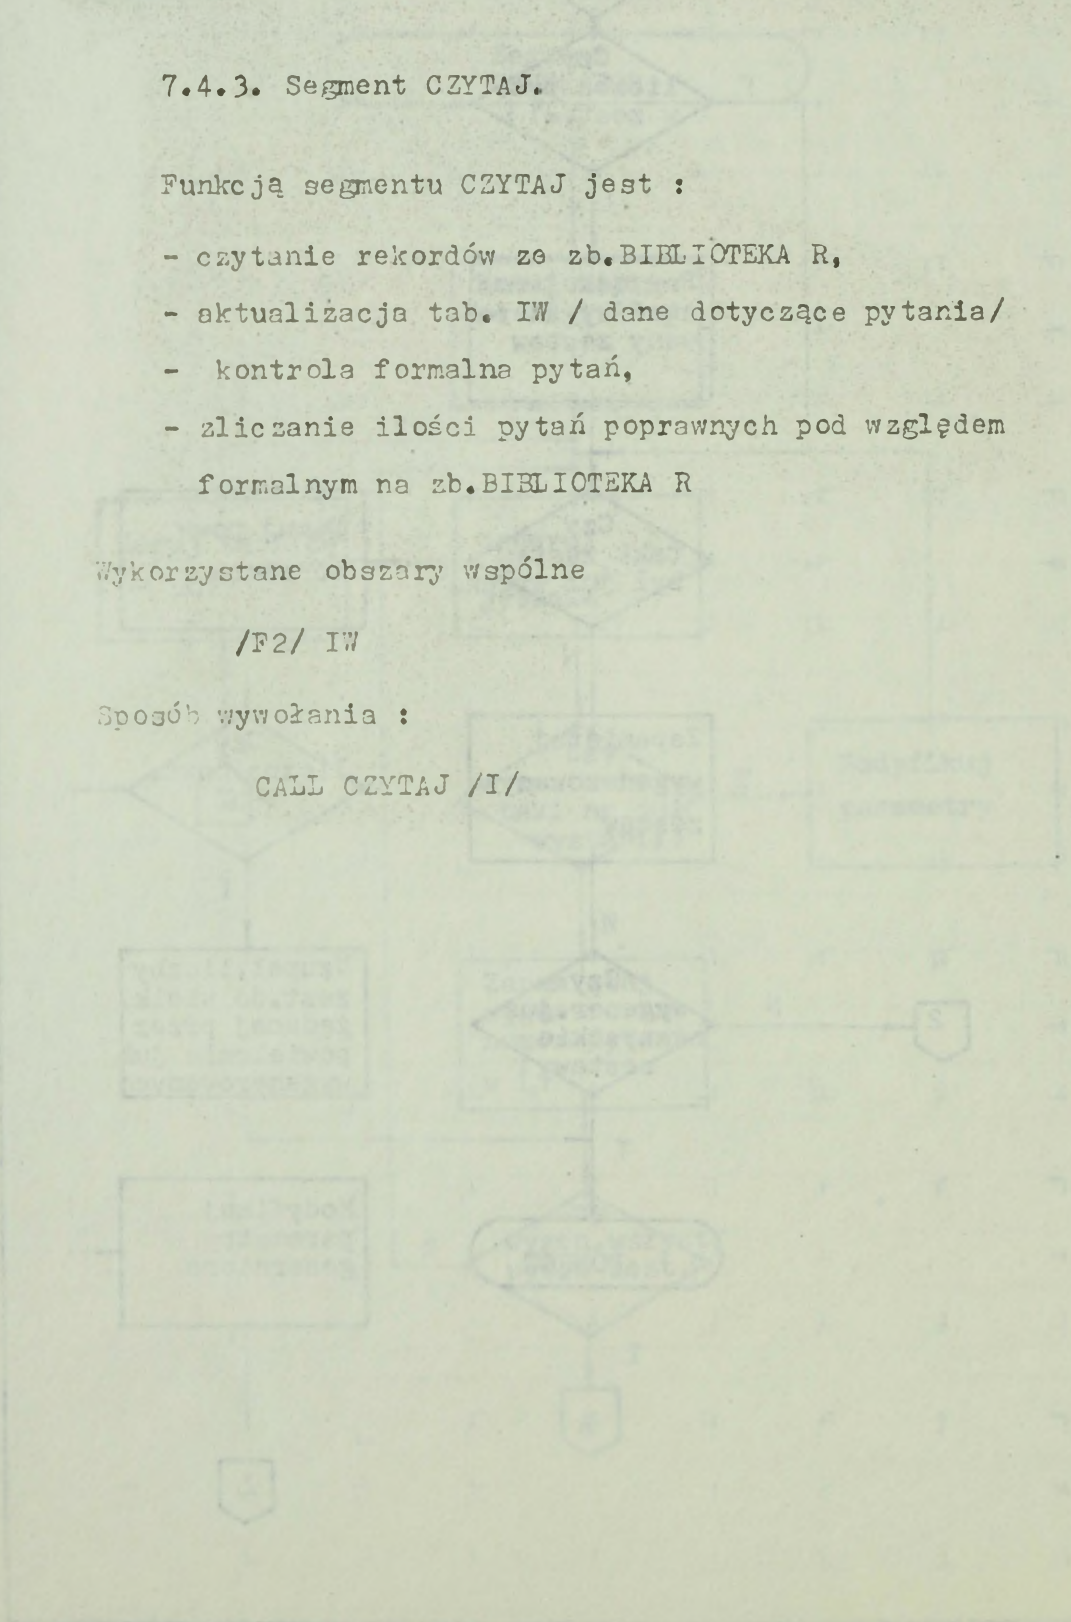 7.4.3. Segment CZYTAJ.
Funkcją segmentu CZYTAJ jest :
- czytanie rekordów ze zb.BIBLIOTEKA R,
- aktualizacja tab. IW / dane dotyczące pytania/
- kontrola formalna pytań,
- zliczanie ilości pytań poprawnych pod względem
formalnym na zb.BIBLIOTEKA R
Wykorzystane obszary wspólne
/F2/ IW
Sposób wywołania :
CALL CZYTAJ /I/